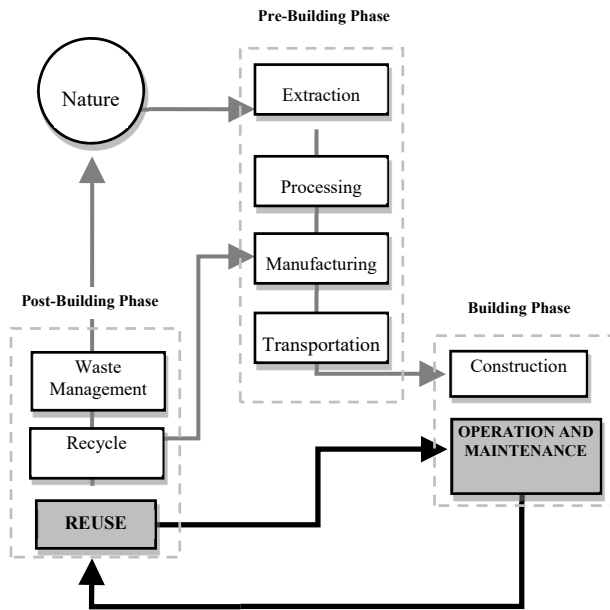 Pre-Building Phase
Nature
Extraction
Processing
Manufacturing
Transportation
Post-Building Phase
Waste
Management
Recycle
REUSE
Building Phase
Construction
OPERATION AND
MAINTENANCE